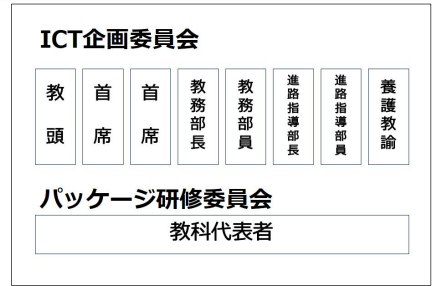 ICT企画委員会
教頭
首席
首席
教務部長
教務部員
進路指導部長
進路指導部員
養護教諭
パッケージ研修委員会
教科代表者